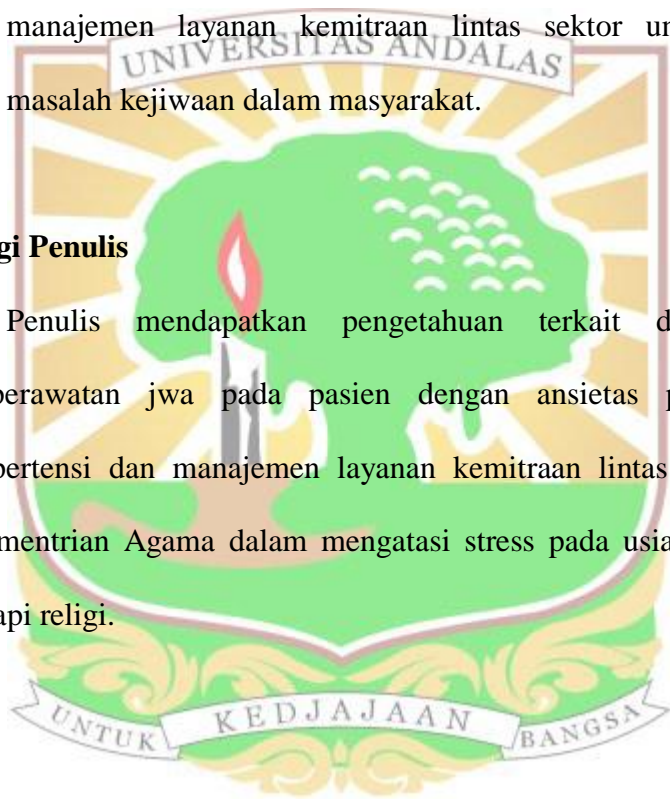 manajemen layanan kemitraan lintas sektor
UNIVERSITAS ANDALAS
masalah kejiwaan dalam masyarakat.
gi Penulis
Penulis mendapatkan pengetahuan terkait
perawatan jwa pada pasien dengan ansietas
pertensi dan manajemen layanan kemitraan lintas
mentrian Agama dalam mengatasi stress pada usia
api religi.
UNTUK KEDJAJAAN BANGSA